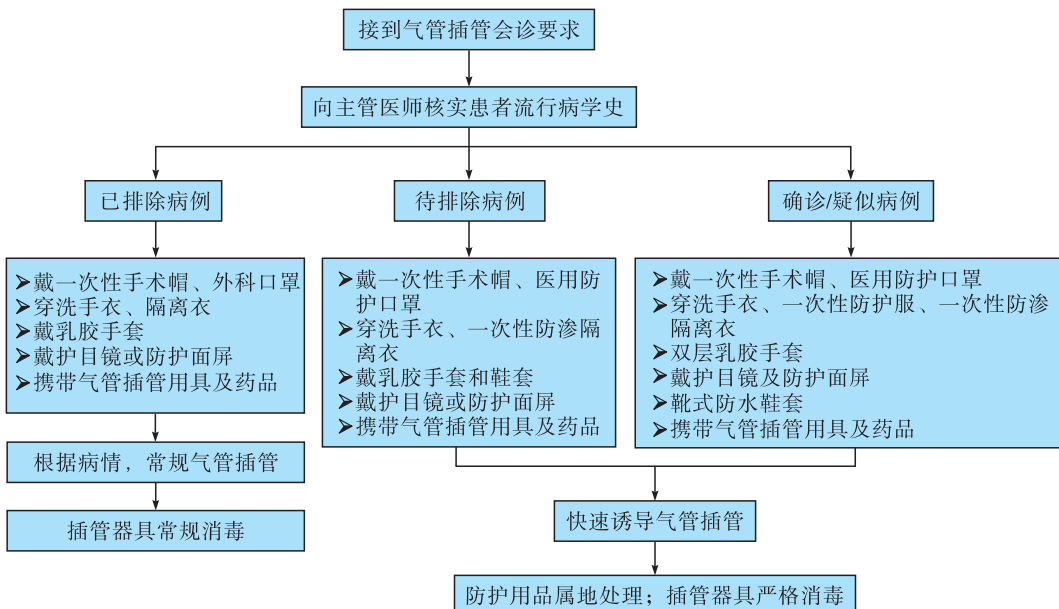 接到气管插管会诊要求
向主管医师核实患者流行病学史
已排除病例
待排除病例
确诊/疑似病例
➤戴一次性手术帽、外科口罩
➤穿洗手衣、隔离衣
➤戴乳胶手套
➤戴护目镜或防护面屏
➤携带气管插管用具及药品
➤戴一次性手术帽、医用防
护口罩
➤穿洗手衣、一次性防渗隔
离衣
➤戴乳胶手套和鞋套
➤戴护目镜或防护面屏
➤携带气管插管用具及药品
➤戴一次性手术帽、医用防护口罩
➤穿洗手衣、一次性防护服、一次性防渗
隔离衣
➤双层乳胶手套
➤戴护目镜及防护面屏
➤靴式防水鞋套
➤携带气管插管用具及药品
根据病情，常规气管插管
插管器具常规消毒
快速诱导气管插管
防护用品属地处理；插管器具严格消毒